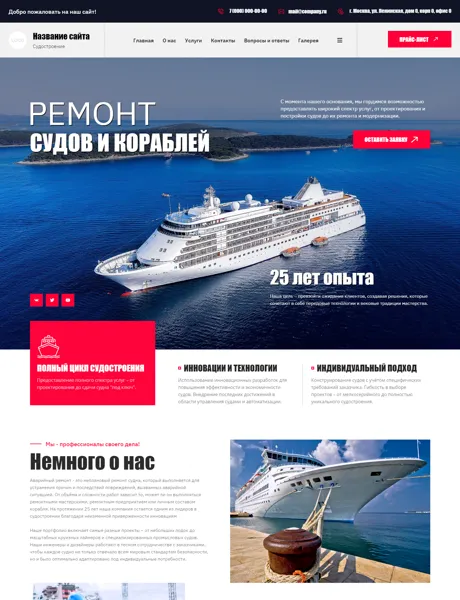 Добро пожаловать на наш сайт!
7 (900) 000-00-00
mail@company.ru
г. Москва, ул. Ленинская, дом 0, корп 0, офис 0
Название сайта
Судостроение
Главная
О нас
Услуги
Контакты
Вопросы и ответы
Галерея
ПРАЙС-ЛИСТ
РЕМОНТ
СУДОВ И КОРАБЛЕЙ
С момента нашего основания, мы гордимся возможностью
предоставлять широкий спектр услуг, от проектирования и
постройки судов до их ремонта и модернизации.
ОСТАВИТЬ ЗАЯВКУ
25 лет опыта
Наша цель - превзойти ожидания клиентов, создавая решения, которые
сочетают в себе передовые технологии и вековые традиции мастерства.
ПОЛНЫЙ ЦИКЛ СУДОСТРОЕНИЯ
Предоставление полного спектра услуг - от
проектирования до сдачи судна "под ключ".
ИННОВАЦИИ И ТЕХНОЛОГИИ
Использование инновационных разработок для
повышения эффективности и экономичности
судов. Внедрение последних достижений в
области управления судами и автоматизации.
ИНДИВИДУАЛЬНЫЙ ПОДХОД
Конструирование судов с учётом специфических
требований заказчика. Гибкость в выборе
проектов - от мелкосерийного до полностью
уникального судостроения.
Мы - профессионалы своего дела!
Немного о нас
Аварийный ремонт - это неплановый ремонт судна, который выполняется для
устранения причин и последствий повреждений, вызванных аварийной
ситуацией. От объёма и сложности работ зависит то, может ли он выполняться
ремонтными мастерскими, ремонтным предприятием или личным составом
корабля. На протяжении 25 лет наша компания остаётся одним из лидеров в
судостроении благодаря неизменной приверженности инновациям.
Наше портфолио включает самые разные проекты - от небольших лодок до
масштабных круизных лайнеров и специализированных промысловых судов.
Наши инженеры и дизайнеры работают в тесном сотрудничестве с заказчиками,
чтобы каждое судно не только отвечало всем мировым стандартам безопасности,
но и было оптимально адаптировано под индивидуальные потребности.